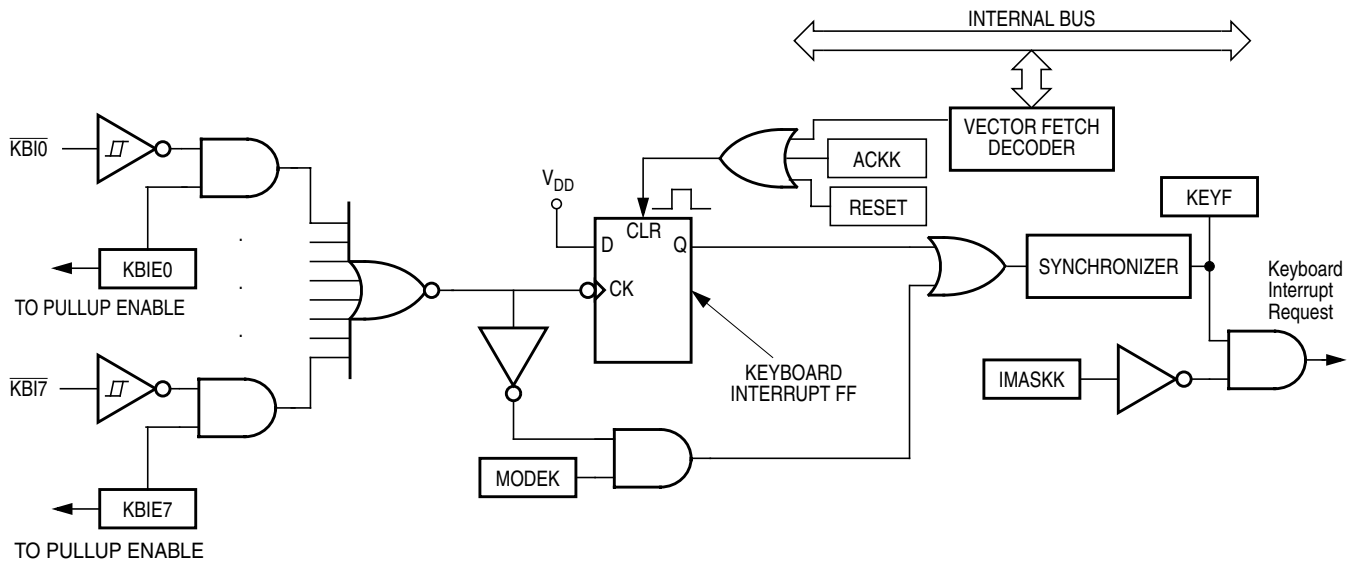 INTERNAL BUS
KBI0
VECTOR FETCH
DECODER
ACKK
VDD
RESET
KEYF
CLR
D
Q
KBIE0
SYNCHRONIZER
Keyboard
Interrupt
Request
CK
TO PULLUP ENABLE
KBI7
KEYBOARD
INTERRUPT FF
IMASKK
MODEK
KBIE7
TO PULLUP ENABLE